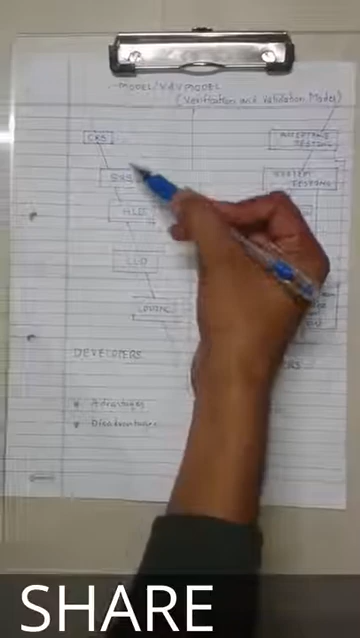 MODEL/V&V MODEL
(Verification and Validation Model)
CRS
ACCEPTANCE
TESTING
SRS
SYSTEM
TESTING
HLD
LLD
CODING
DEVELOPERS
Advantages
Disadvantages
SHARE